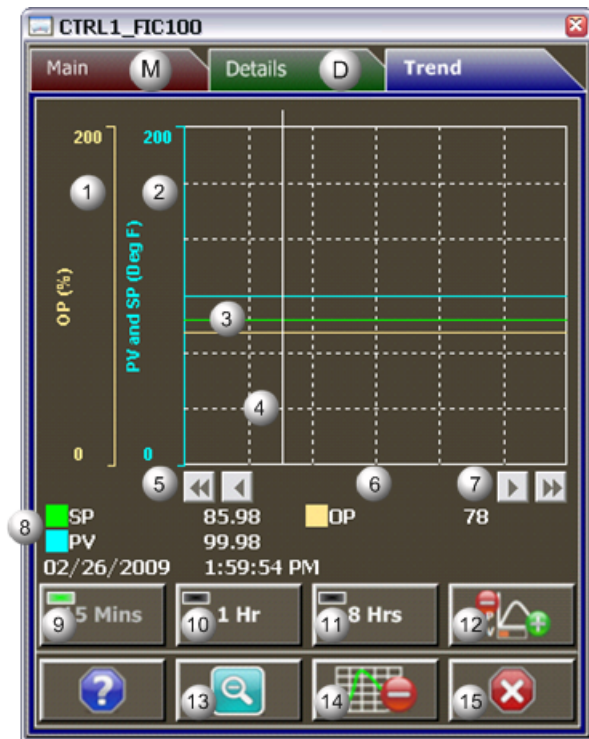 CTRL1_FIC100
Main M Details D Trend
200 200
1 2
OP (%)
PV and SP (Deg F)
3
4
0 0
5 6 7
8 SP 85.98 OP 78
PV 99.98
02/26/2009 1:59:54 PM
9 5 Mins 10 1 Hr 11 8 Hrs 12 P V
? 13 14 15